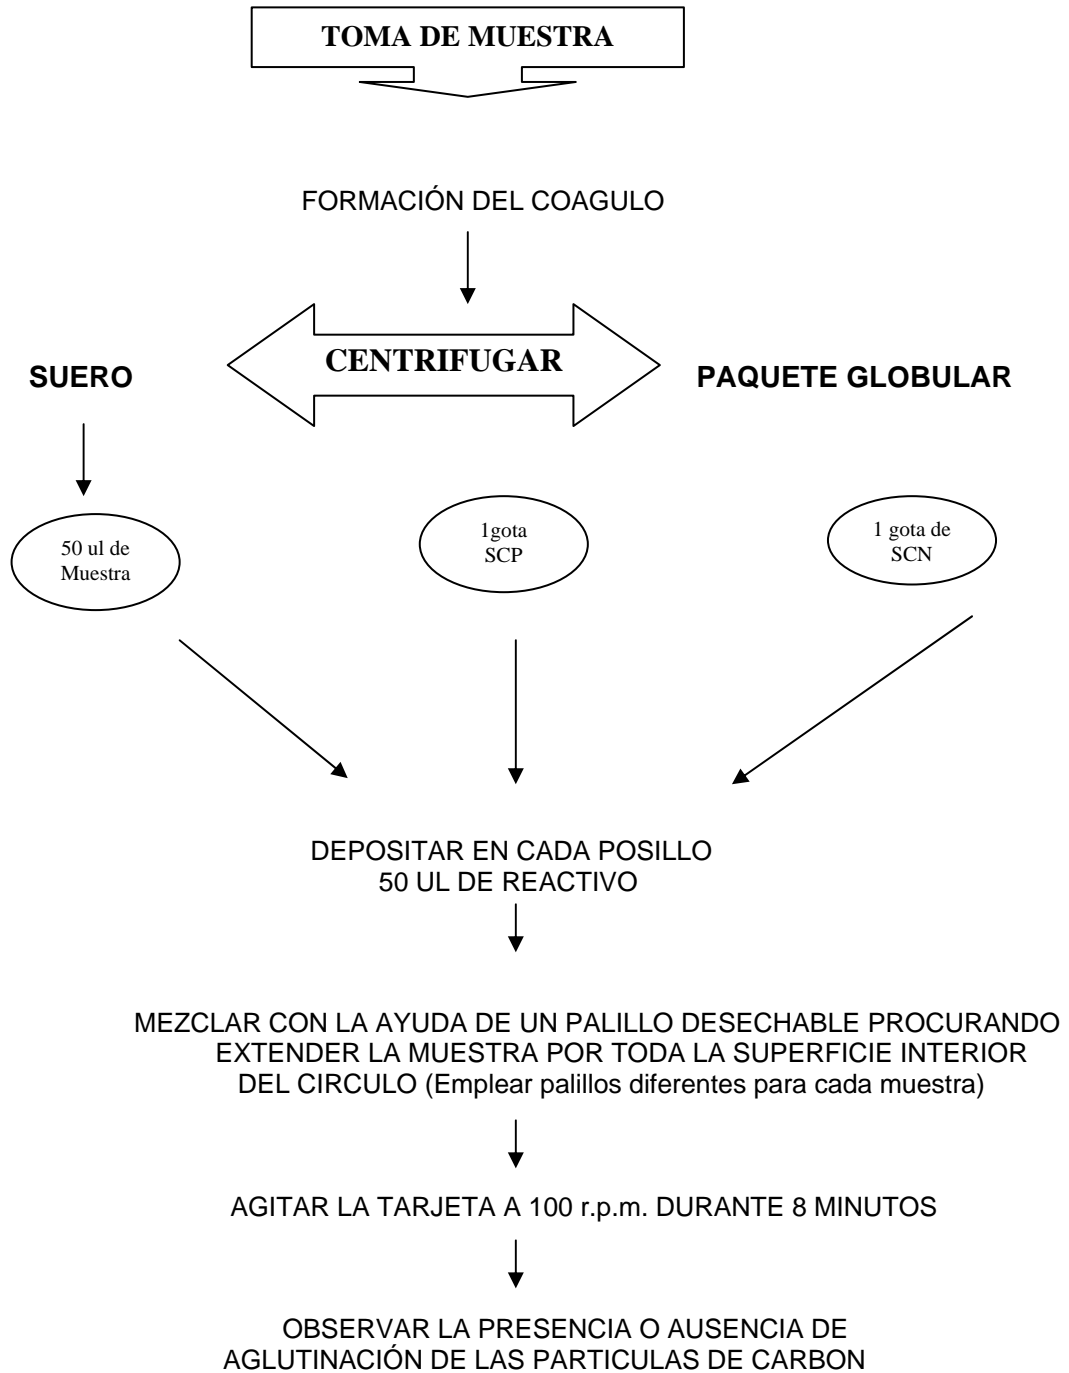 TOMA DE MUESTRA
FORMACIÓN DEL COAGULO
CENTRIFUGAR
SUERO
PAQUETE GLOBULAR
50 ul de
Muestra
1gota
SCP
1 gota de
SCN
DEPOSITAR EN CADA POSILLO
50 UL DE REACTIVO
MEZCLAR CON LA AYUDA DE UN PALILLO DESECHABLE PROCURANDO
EXTENDER LA MUESTRA POR TODA LA SUPERFICIE INTERIOR
DEL CIRCULO (Emplear palillos diferentes para cada muestra)
AGITAR LA TARJETA A 100 r.p.m. DURANTE 8 MINUTOS
OBSERVAR LA PRESENCIA O AUSENCIA DE
AGLUTINACIÓN DE LAS PARTICULAS DE CARBON